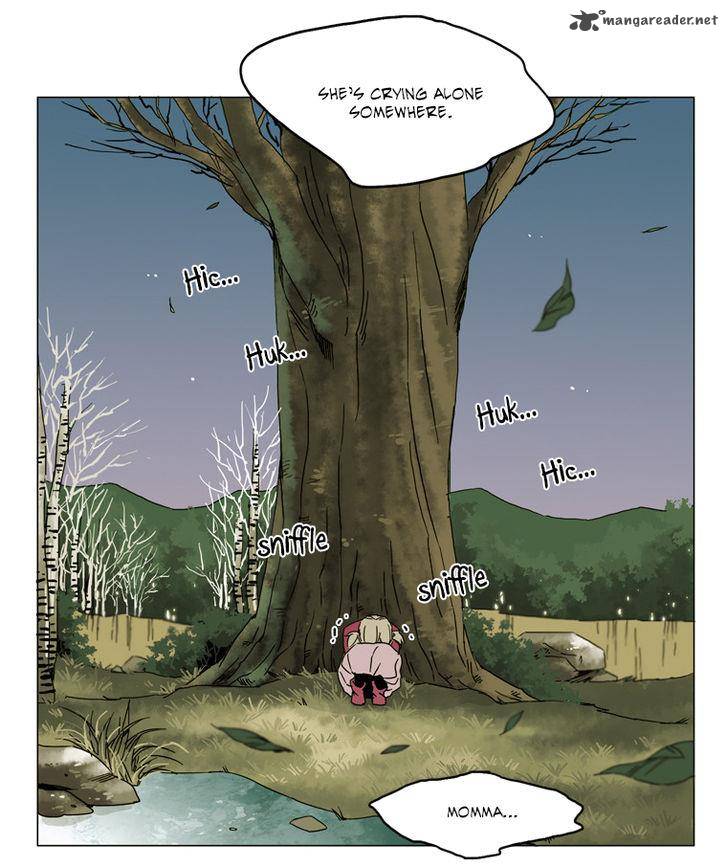 mangareader.net
SHE'S CRYING ALONE
SOMEWHERE.
Hic...
Huk...
Huk...
Hic...
sniffle
sniffle
MOMMA...